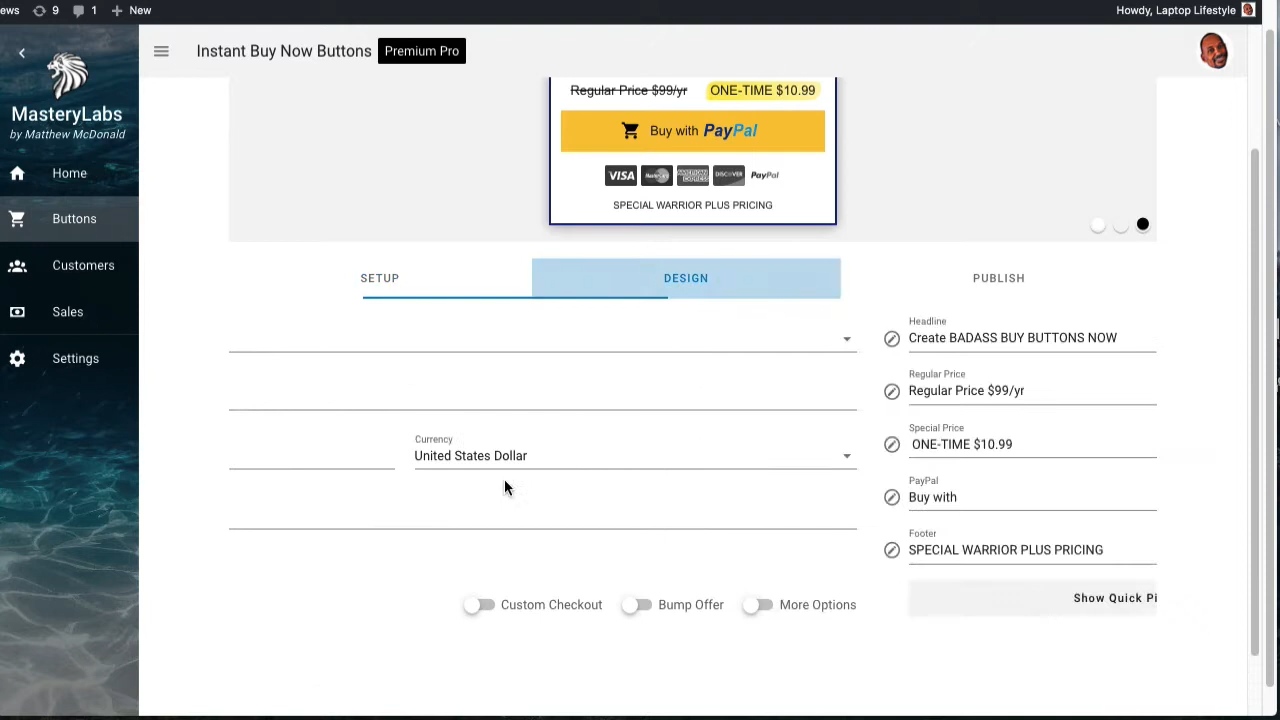 ews 9 1 New Howdy, Laptop Lifestyle
Instant Buy Now Buttons Premium Pro
MasteryLabs
by Matthew McDonald
Home
Buttons
Customers
Sales
Settings
Regular Price $99/yr ONE-TIME $10.99
Buy with PayPal
VISA MasterCard AMERICAN EXPRESS DISCOVER PayPal
SPECIAL WARRIOR PLUS PRICING
SETUP DESIGN PUBLISH
Currency
United States Dollar
Custom Checkout Bump Offer More Options
Headline
Create BADASS BUY BUTTONS NOW
Regular Price
Regular Price $99/yr
Special Price
ONE-TIME $10.99
PayPal
Buy with
Footer
SPECIAL WARRIOR PLUS PRICING
Show Quick Pi